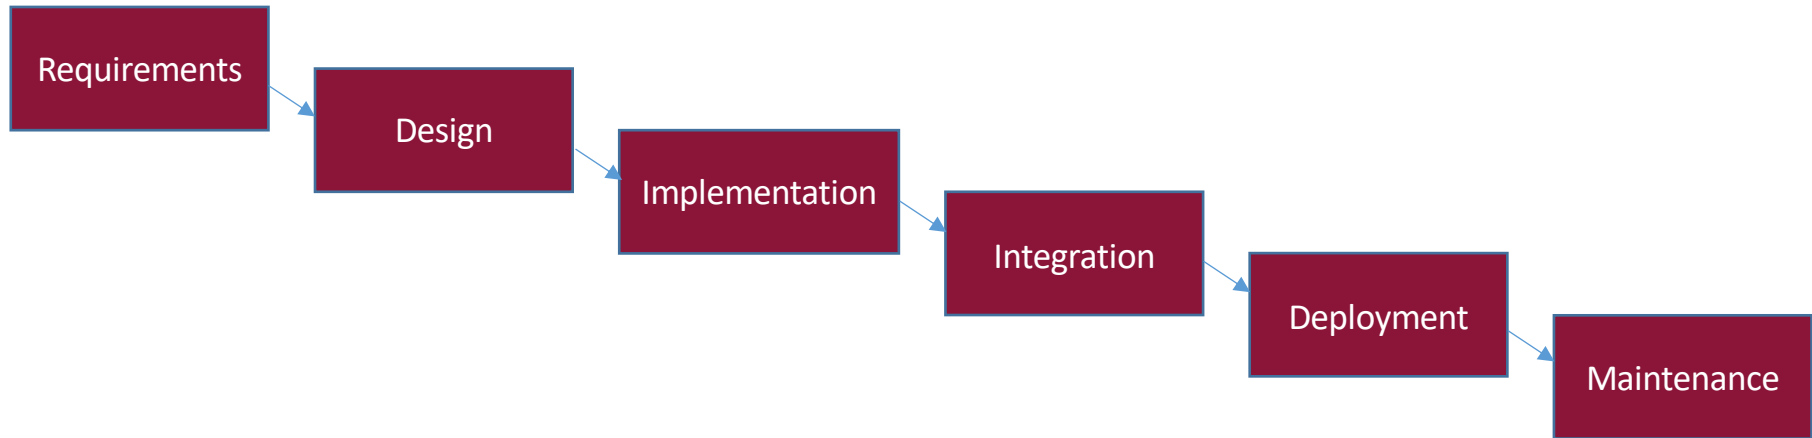 Requirements
Design
Implementation
Integration
Deployment
Maintenance